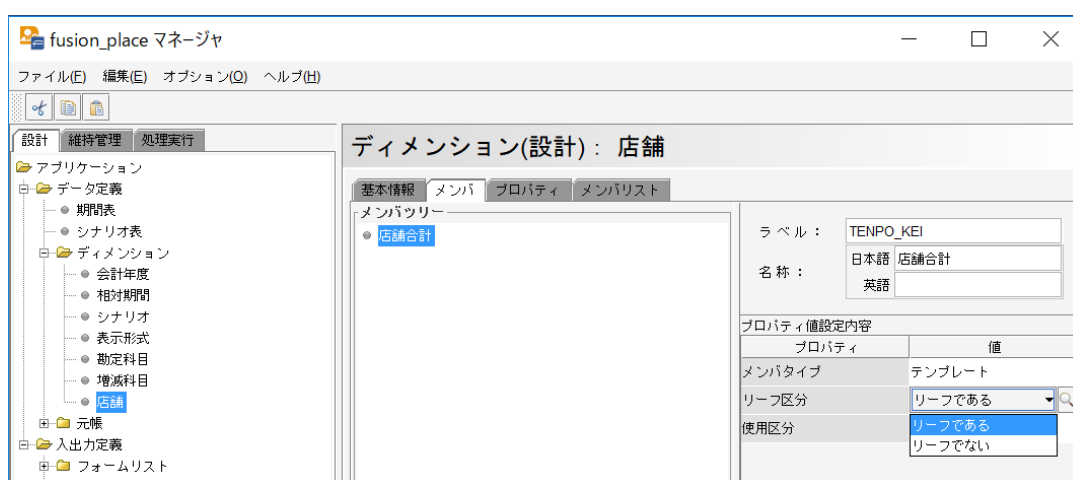 fusion_place マネージャ
ファイル(F) 編集(E) オプション(O) ヘルプ(H)
設計 維持管理 処理実行
アプリケーション
データ定義
期間表
シナリオ表
ディメンション
会計年度
相対期間
シナリオ
表示形式
勘定科目
増減科目
店舗
元帳
入出力定義
フォームリスト
ディメンション(設計) : 店舗
基本情報 メンバ プロパティ メンバリスト
メンバツリー
店舗合計
ラベル : TENPO_KEI
名称 : 日本語 店舗合計
英語
プロパティ値設定内容
プロパティ 値
メンバタイプ テンプレート
リーフ区分 リーフである
使用区分
リーフである
リーフでない